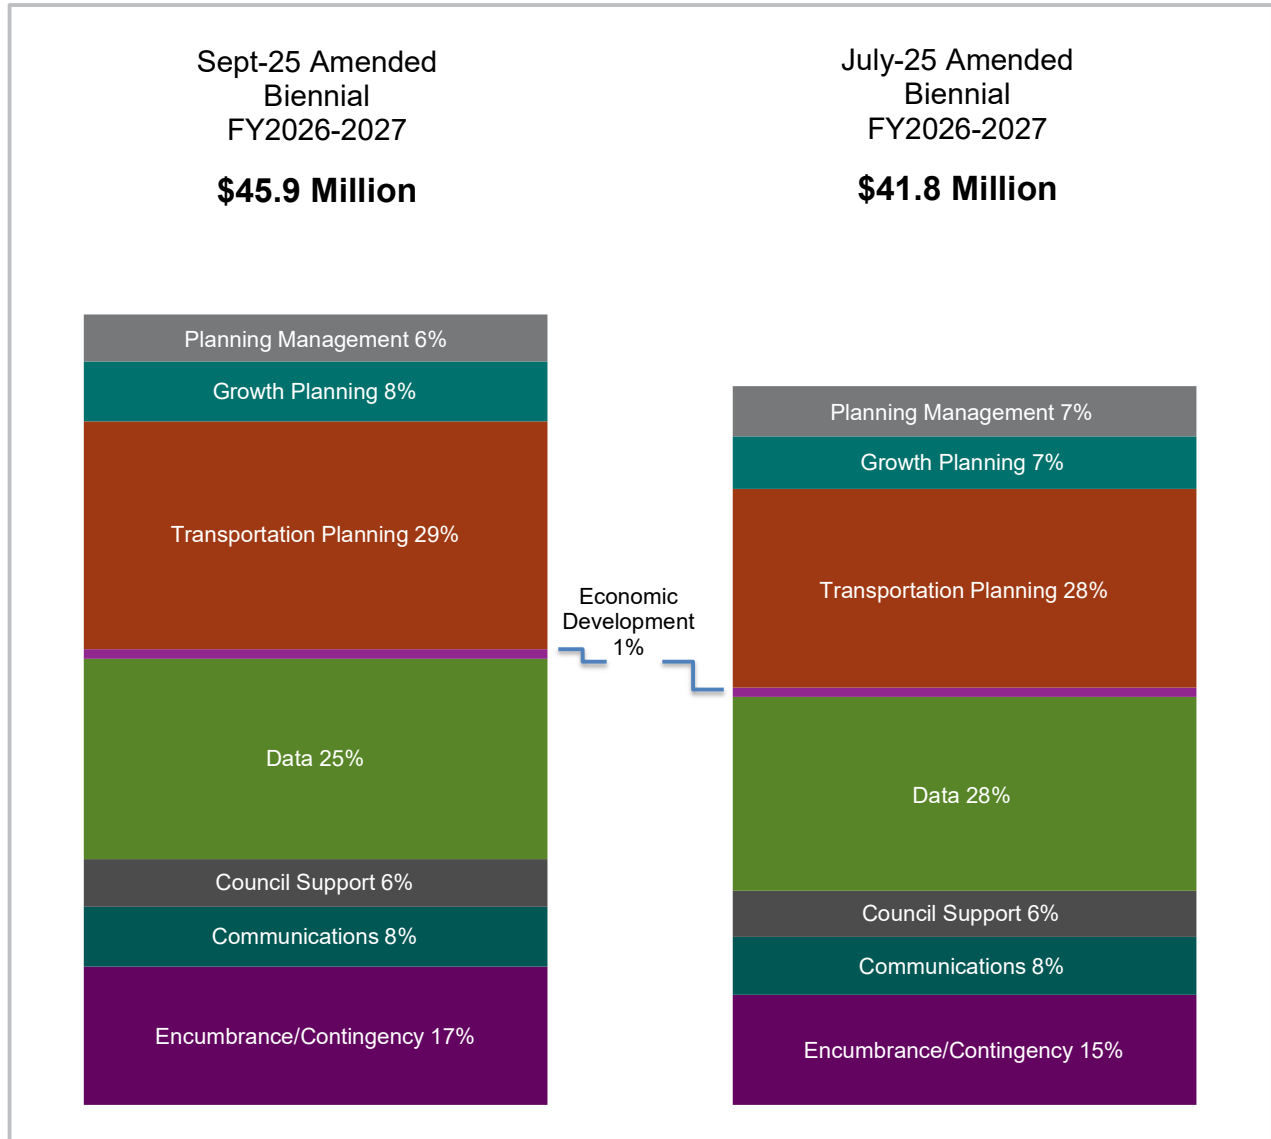 Sept-25 Amended
Biennial
FY2026-2027
$45.9 Million
Planning Management 6%
Growth Planning 8%
Transportation Planning 29%
Data 25%
Council Support 6%
Communications 8%
Encumbrance/Contingency 17%
Economic
Development
1%
July-25 Amended
Biennial
FY2026-2027
$41.8 Million
Planning Management 7%
Growth Planning 7%
Transportation Planning 28%
Data 28%
Council Support 6%
Communications 8%
Encumbrance/Contingency 15%